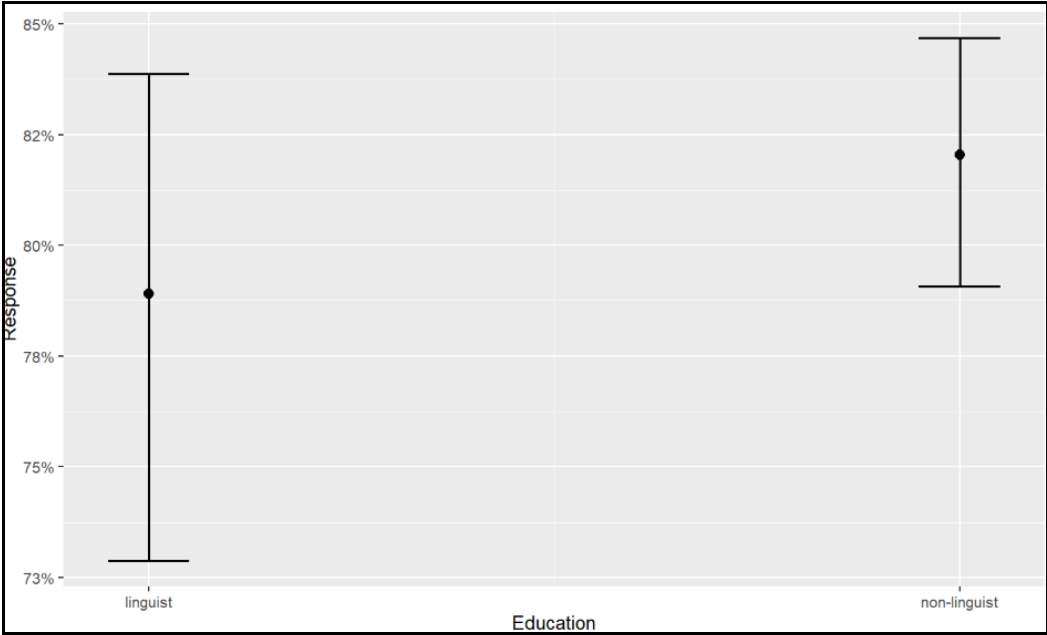 85%
82%
80%
78%
75%
73%
Response
linguist
non-linguist
Education